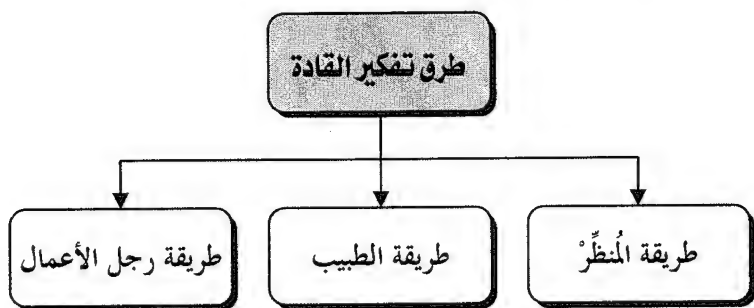 طرق تفكير القادة
طريقة المُنظِّرْ
طريقة الطبيب
طريقة رجل الأعمال